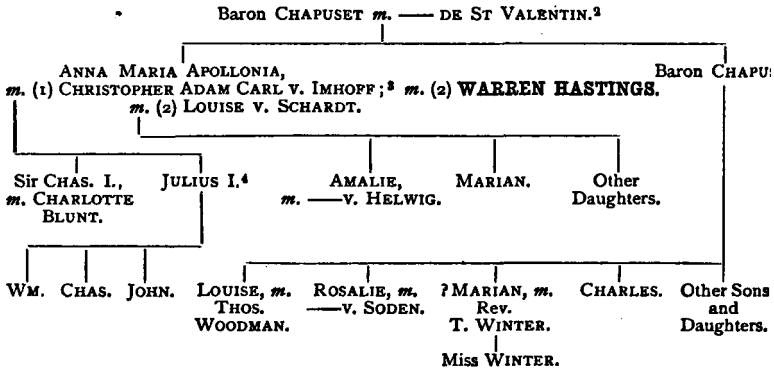 Baron CHAPUSET m. —— DE ST VALENTIN.²
ANNA MARIA APOLLONIA,
Baron CHAPUS
m. (1) CHRISTOPHER ADAM CARL V. IMHOFF;³ m. (2) WARREN HASTINGS.
m. (2) LOUISE V. SCHARDT.
Sir CHAS. I.,
m. CHARLOTTE
BLUNT.
JULIUS I.⁴
AMALIE,
m. ——V. HELWIG.
MARIAN.
Other
Daughters.
WM.
CHAS.
JOHN.
LOUISE, m.
THOS.
WOODMAN.
ROSALIE, m.
——V. SODEN.
?MARIAN, m.
Rev.
T. WINTER.
Miss WINTER.
CHARLES.
Other Sons
and
Daughters.